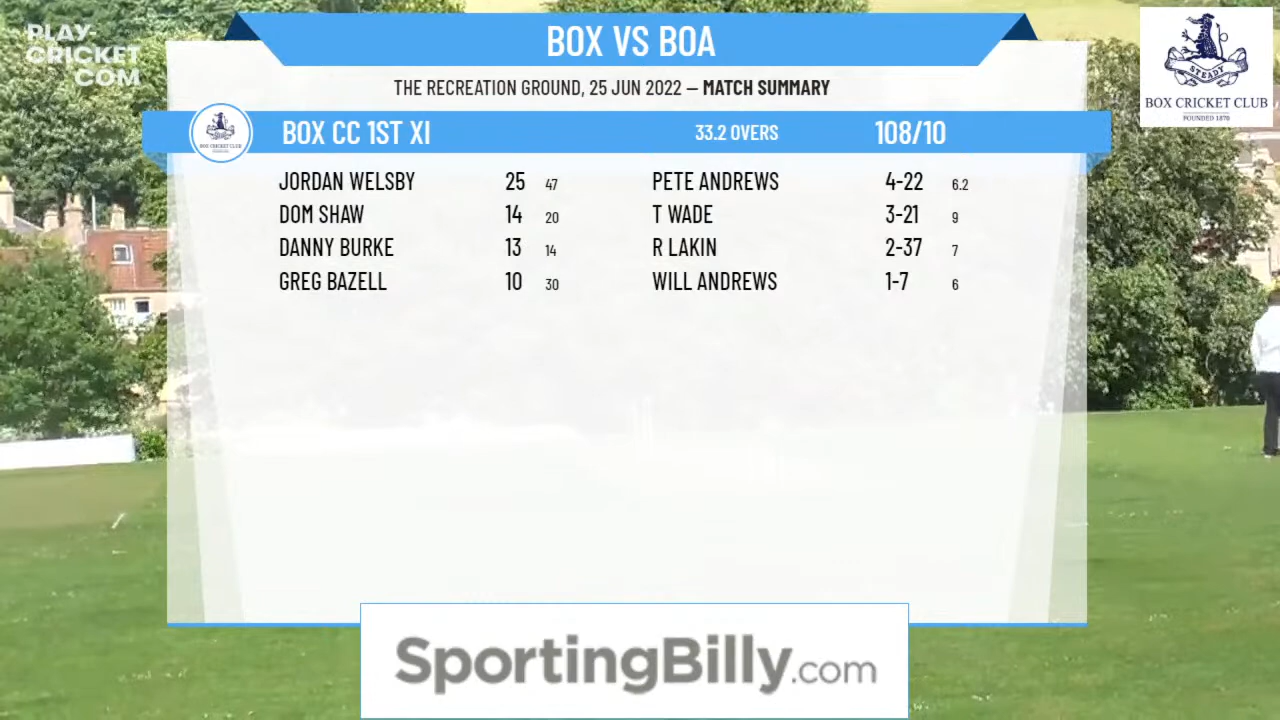 PLAY-
CRICKET
.COM
BOX VS BOA
THE RECREATION GROUND, 25 JUN 2022 – MATCH SUMMARY
STEADY
BOX CRICKET CLUB
FOUNDED 1870
BOX CC 1ST XI 33.2 OVERS 108/10
JORDAN WELSBY 25 47 PETE ANDREWS 4-22 6.2
DOM SHAW 14 20 T WADE 3-21 9
DANNY BURKE 13 14 R LAKIN 2-37 7
GREG BAZELL 10 30 WILL ANDREWS 1-7 6
SportingBilly.com